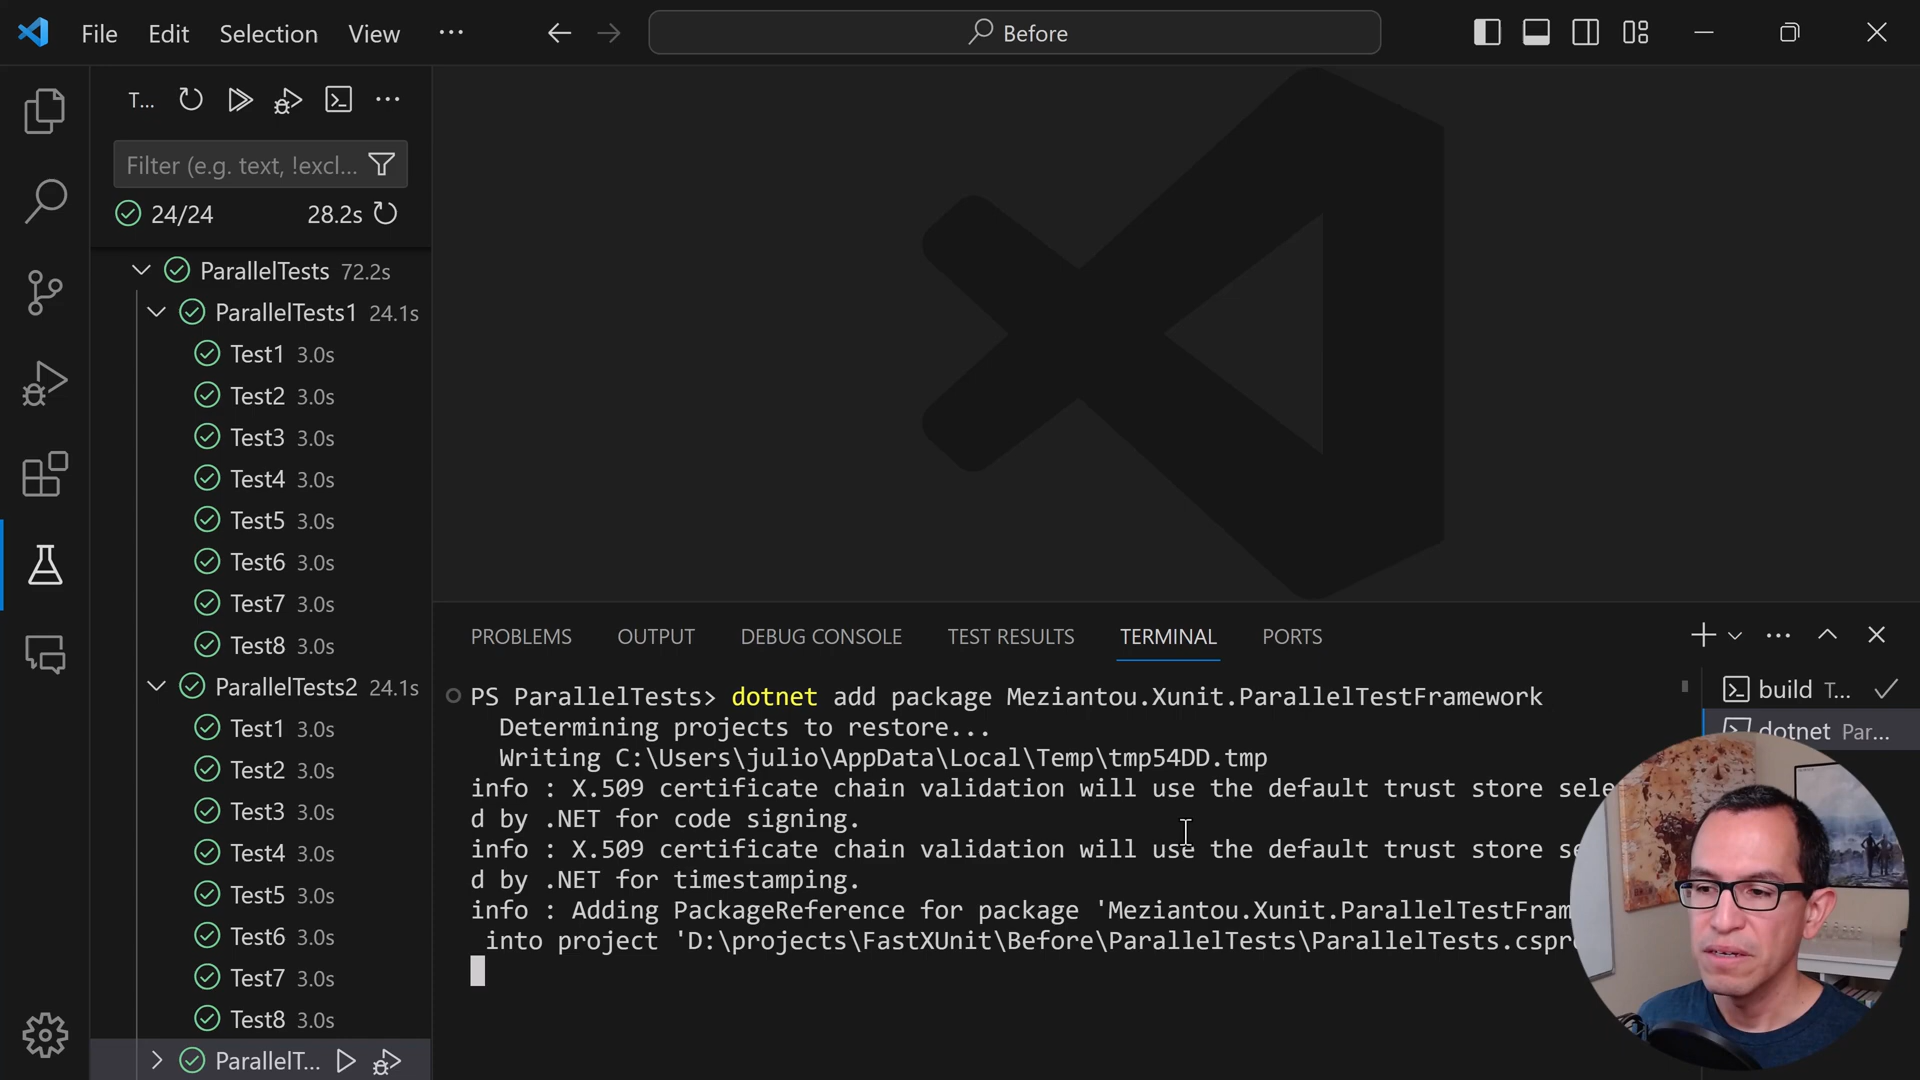 File Edit Selection View ··· Before
T...
Filter (e.g. text, !excl...
24/24 28.2s
ParallelTests 72.2s
ParallelTests1 24.1s
Test1 3.0s
Test2 3.0s
Test3 3.0s
Test4 3.0s
Test5 3.0s
Test6 3.0s
Test7 3.0s
Test8 3.0s
ParallelTests2 24.1s
Test1 3.0s
Test2 3.0s
Test3 3.0s
Test4 3.0s
Test5 3.0s
Test6 3.0s
Test7 3.0s
Test8 3.0s
ParallelT...
PROBLEMS OUTPUT DEBUG CONSOLE TEST RESULTS TERMINAL PORTS
PS ParallelTests> dotnet add package Meziantou.Xunit.ParallelTestFramework
Determining projects to restore...
Writing C:\Users\julio\AppData\Local\Temp\tmp54DD.tmp
info : X.509 certificate chain validation will use the default trust store sele
d by .NET for code signing.
info : X.509 certificate chain validation will use the default trust store se
d by .NET for timestamping.
info : Adding PackageReference for package 'Meziantou.Xunit.ParallelTestFram
into project 'D:\projects\FastXUnit\Before\ParallelTests\ParallelTests.cspr
build T...
dotnet Par...